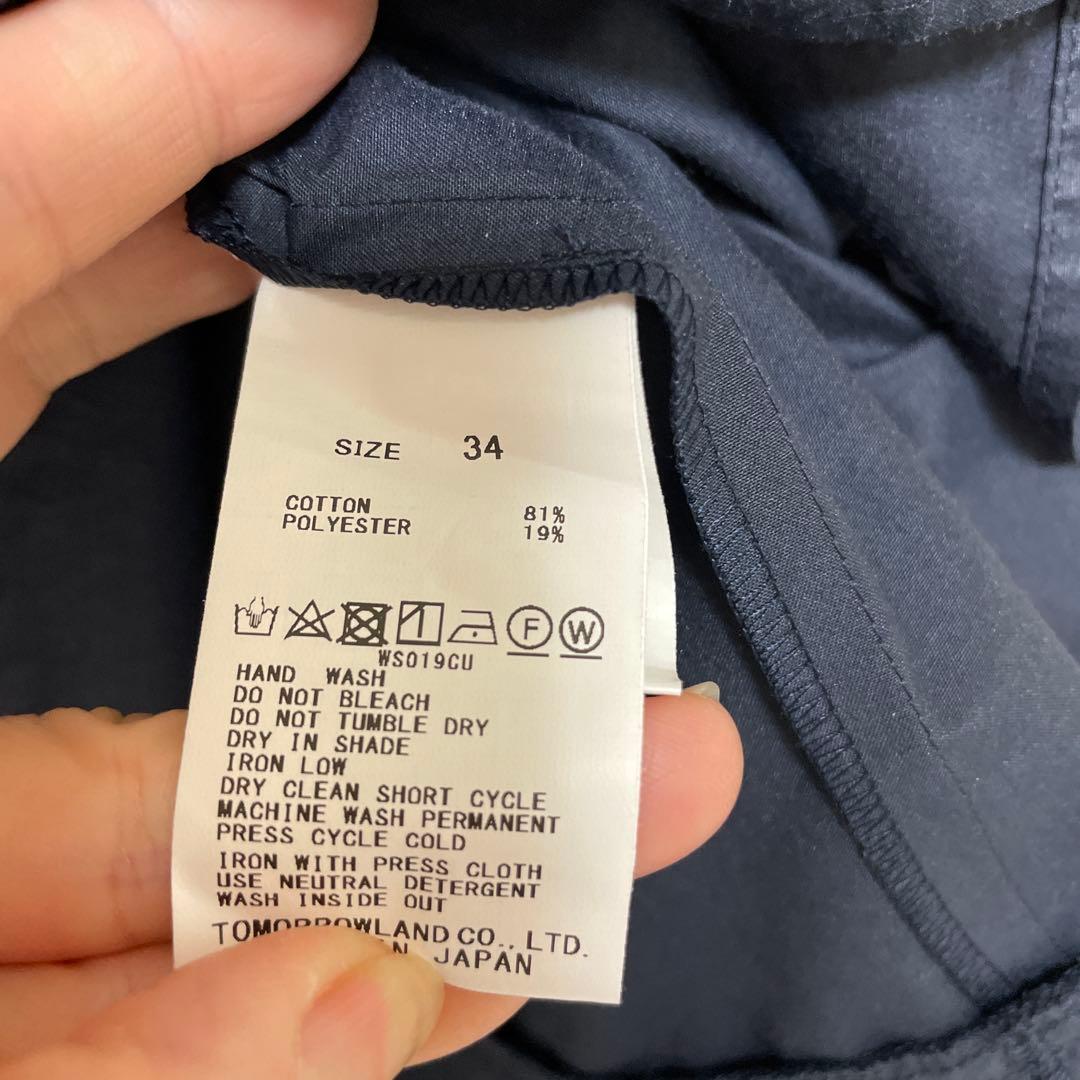 SIZE 34
COTTON 81%
POLYESTER 19%
F W
WS019CU
HAND WASH
DO NOT BLEACH
DO NOT TUMBLE DRY
DRY IN SHADE
IRON LOW
DRY CLEAN SHORT CYCLE
MACHINE WASH PERMANENT
PRESS CYCLE COLD
IRON WITH PRESS CLOTH
USE NEUTRAL DETERGENT
WASH INSIDE OUT
TOMORROWLAND CO., LTD.
JAPAN